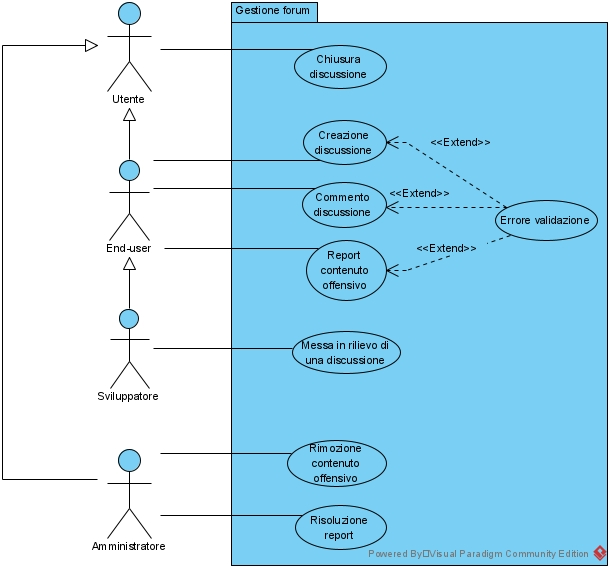 Gestione forum
Chiusura
discussione
Utente
Creazione
discussione
<<Extend>>
Commento
discussione
<<Extend>>
Errore validazione
End-user
Report
contenuto
offensivo
<<Extend>>
Messa in rilievo di
una discussione
Sviluppatore
Rimozione
contenuto
offensivo
Risoluzione
report
Amministratore
Powered By Visual Paradigm Community Edition